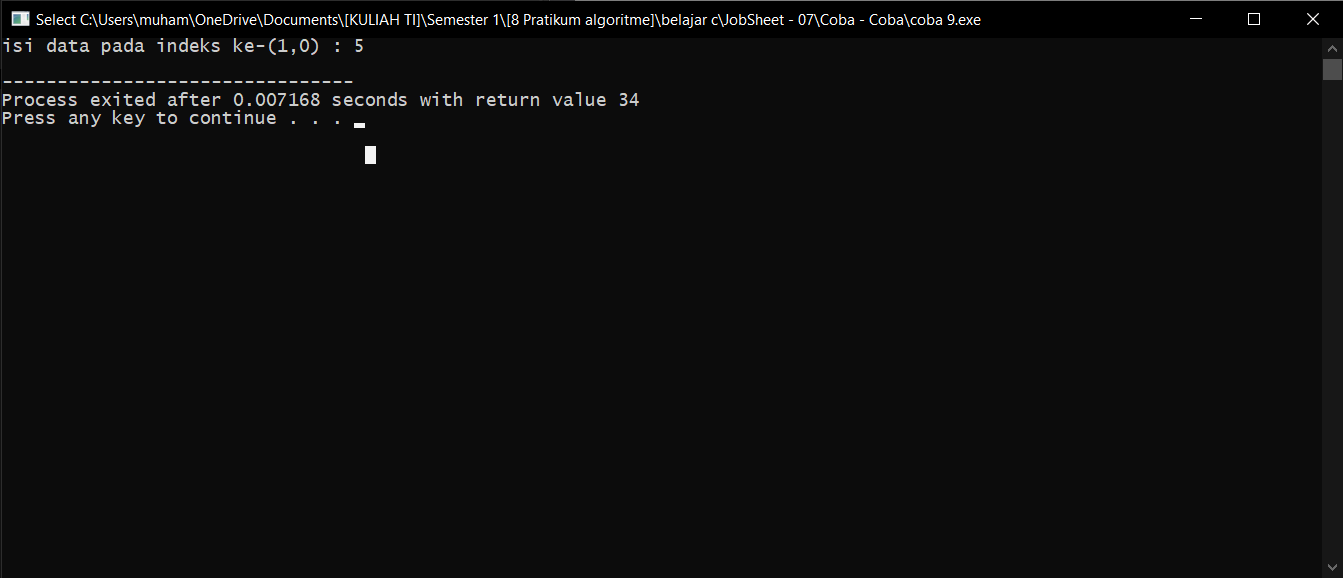 Select C:\Users\muham\OneDrive\Documents\[KULIAH TI]\Semester 1\[8 Pratikum algoritme]\belajar c\JobSheet - 07\Coba - Coba\coba 9.exe
isi data pada indeks ke-(1,0) : 5
--------------------------------
Process exited after 0.007168 seconds with return value 34
Press any key to continue . . .